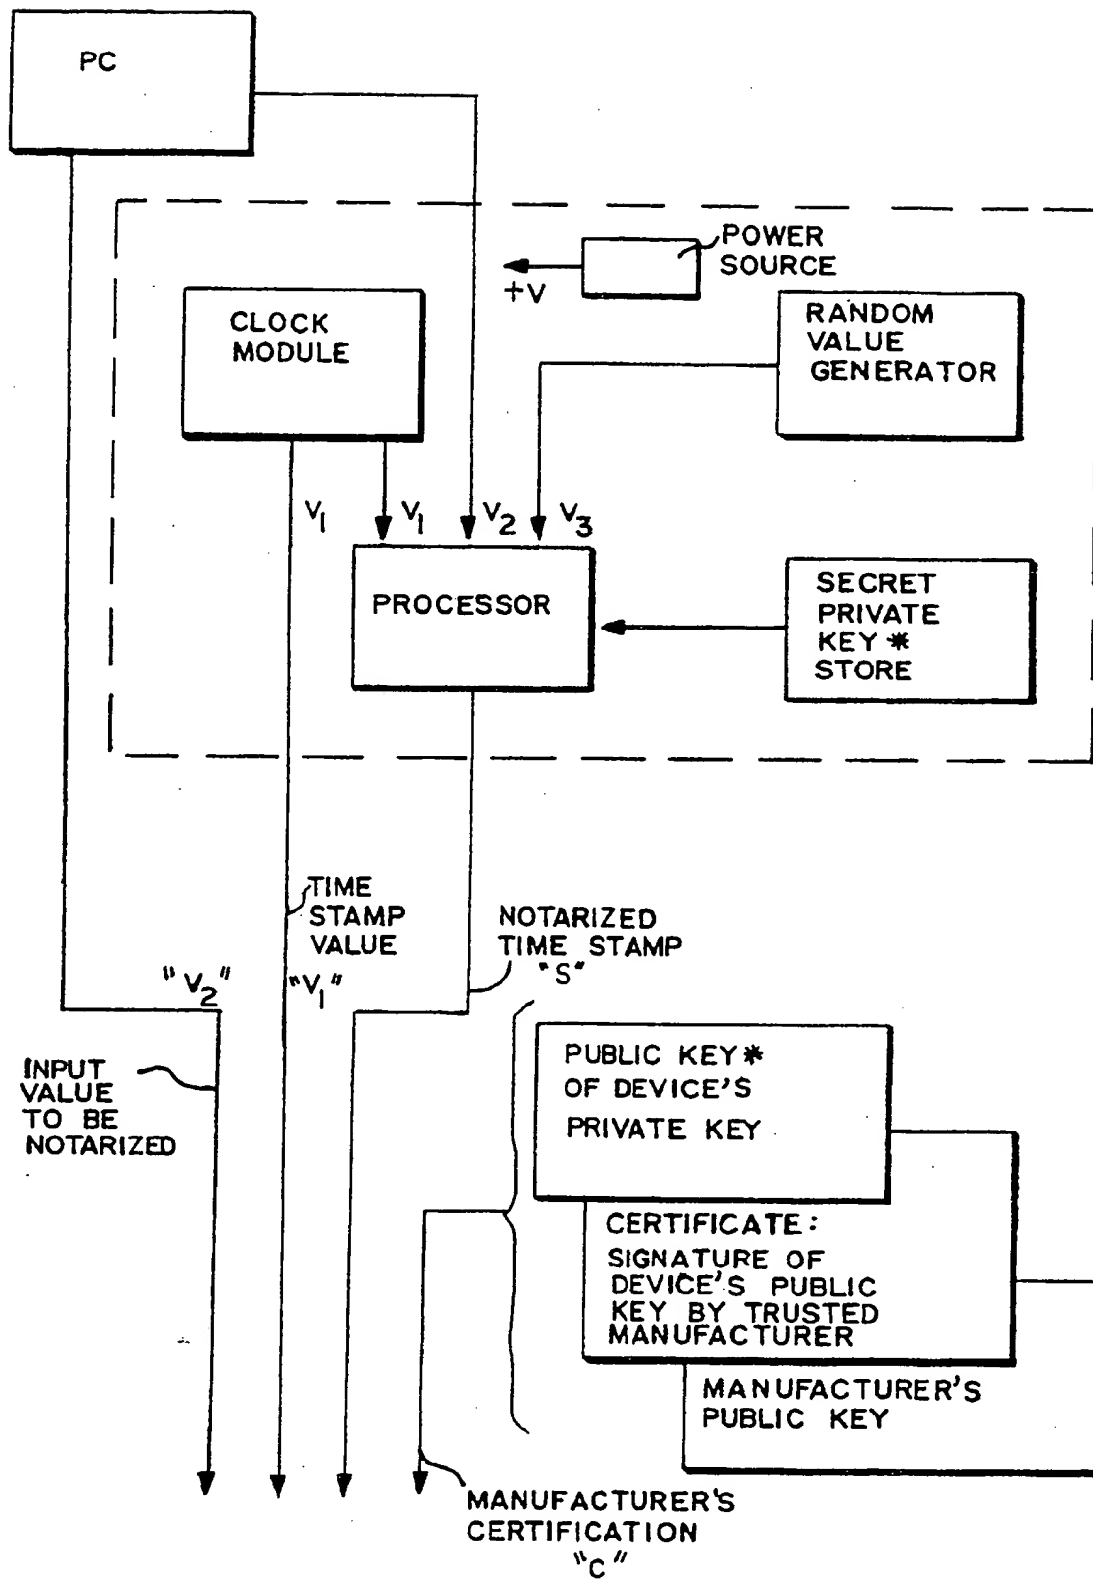 PC
POWER
SOURCE
+V
CLOCK
MODULE
RANDOM
VALUE
GENERATOR
V1
V1
V2
V3
PROCESSOR
SECRET
PRIVATE
KEY *
STORE
TIME
STAMP
VALUE
NOTARIZED
TIME STAMP
"S"
"V2"
"V1"
INPUT
VALUE
TO BE
NOTARIZED
PUBLIC KEY *
OF DEVICE'S
PRIVATE KEY
CERTIFICATE:
SIGNATURE OF
DEVICE'S PUBLIC
KEY BY TRUSTED
MANUFACTURER
MANUFACTURER'S
PUBLIC KEY
MANUFACTURER'S
CERTIFICATION
"C"